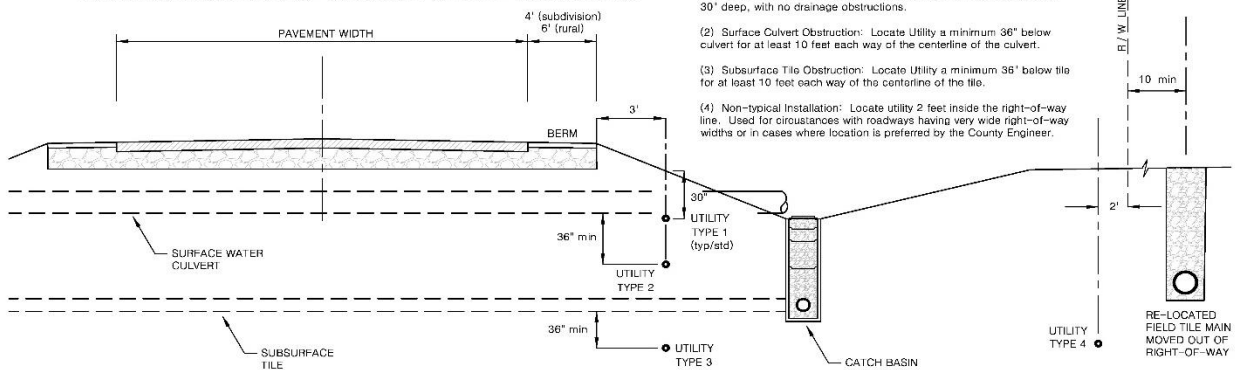 4' (subdivision)
6' (rural)
PAVEMENT WIDTH
30" deep, with no drainage obstructions.
(2) Surface Culvert Obstruction: Locate Utility a minimum 36" below
culvert for at least 10 feet each way of the centerline of the culvert.
(3) Subsurface Tile Obstruction: Locate Utility a minimum 36" below tile
for at least 10 feet each way of the centerline of the tile.
(4) Non-typical Installation: Locate utility 2 feet inside the right-of-way
line. Used for circustances with roadways having very wide right-of-way
widths or in cases where location is preferred by the County Engineer.
R/W LINE
10 min
3'
BERM
30"
2'
36" min
UTILITY
TYPE 1
(typ/std)
SURFACE WATER
CULVERT
UTILITY
TYPE 2
36" min
SUBSURFACE
TILE
UTILITY
TYPE 3
CATCH BASIN
UTILITY
TYPE 4
RE-LOCATED
FIELD TILE MAIN
MOVED OUT OF
RIGHT-OF-WAY